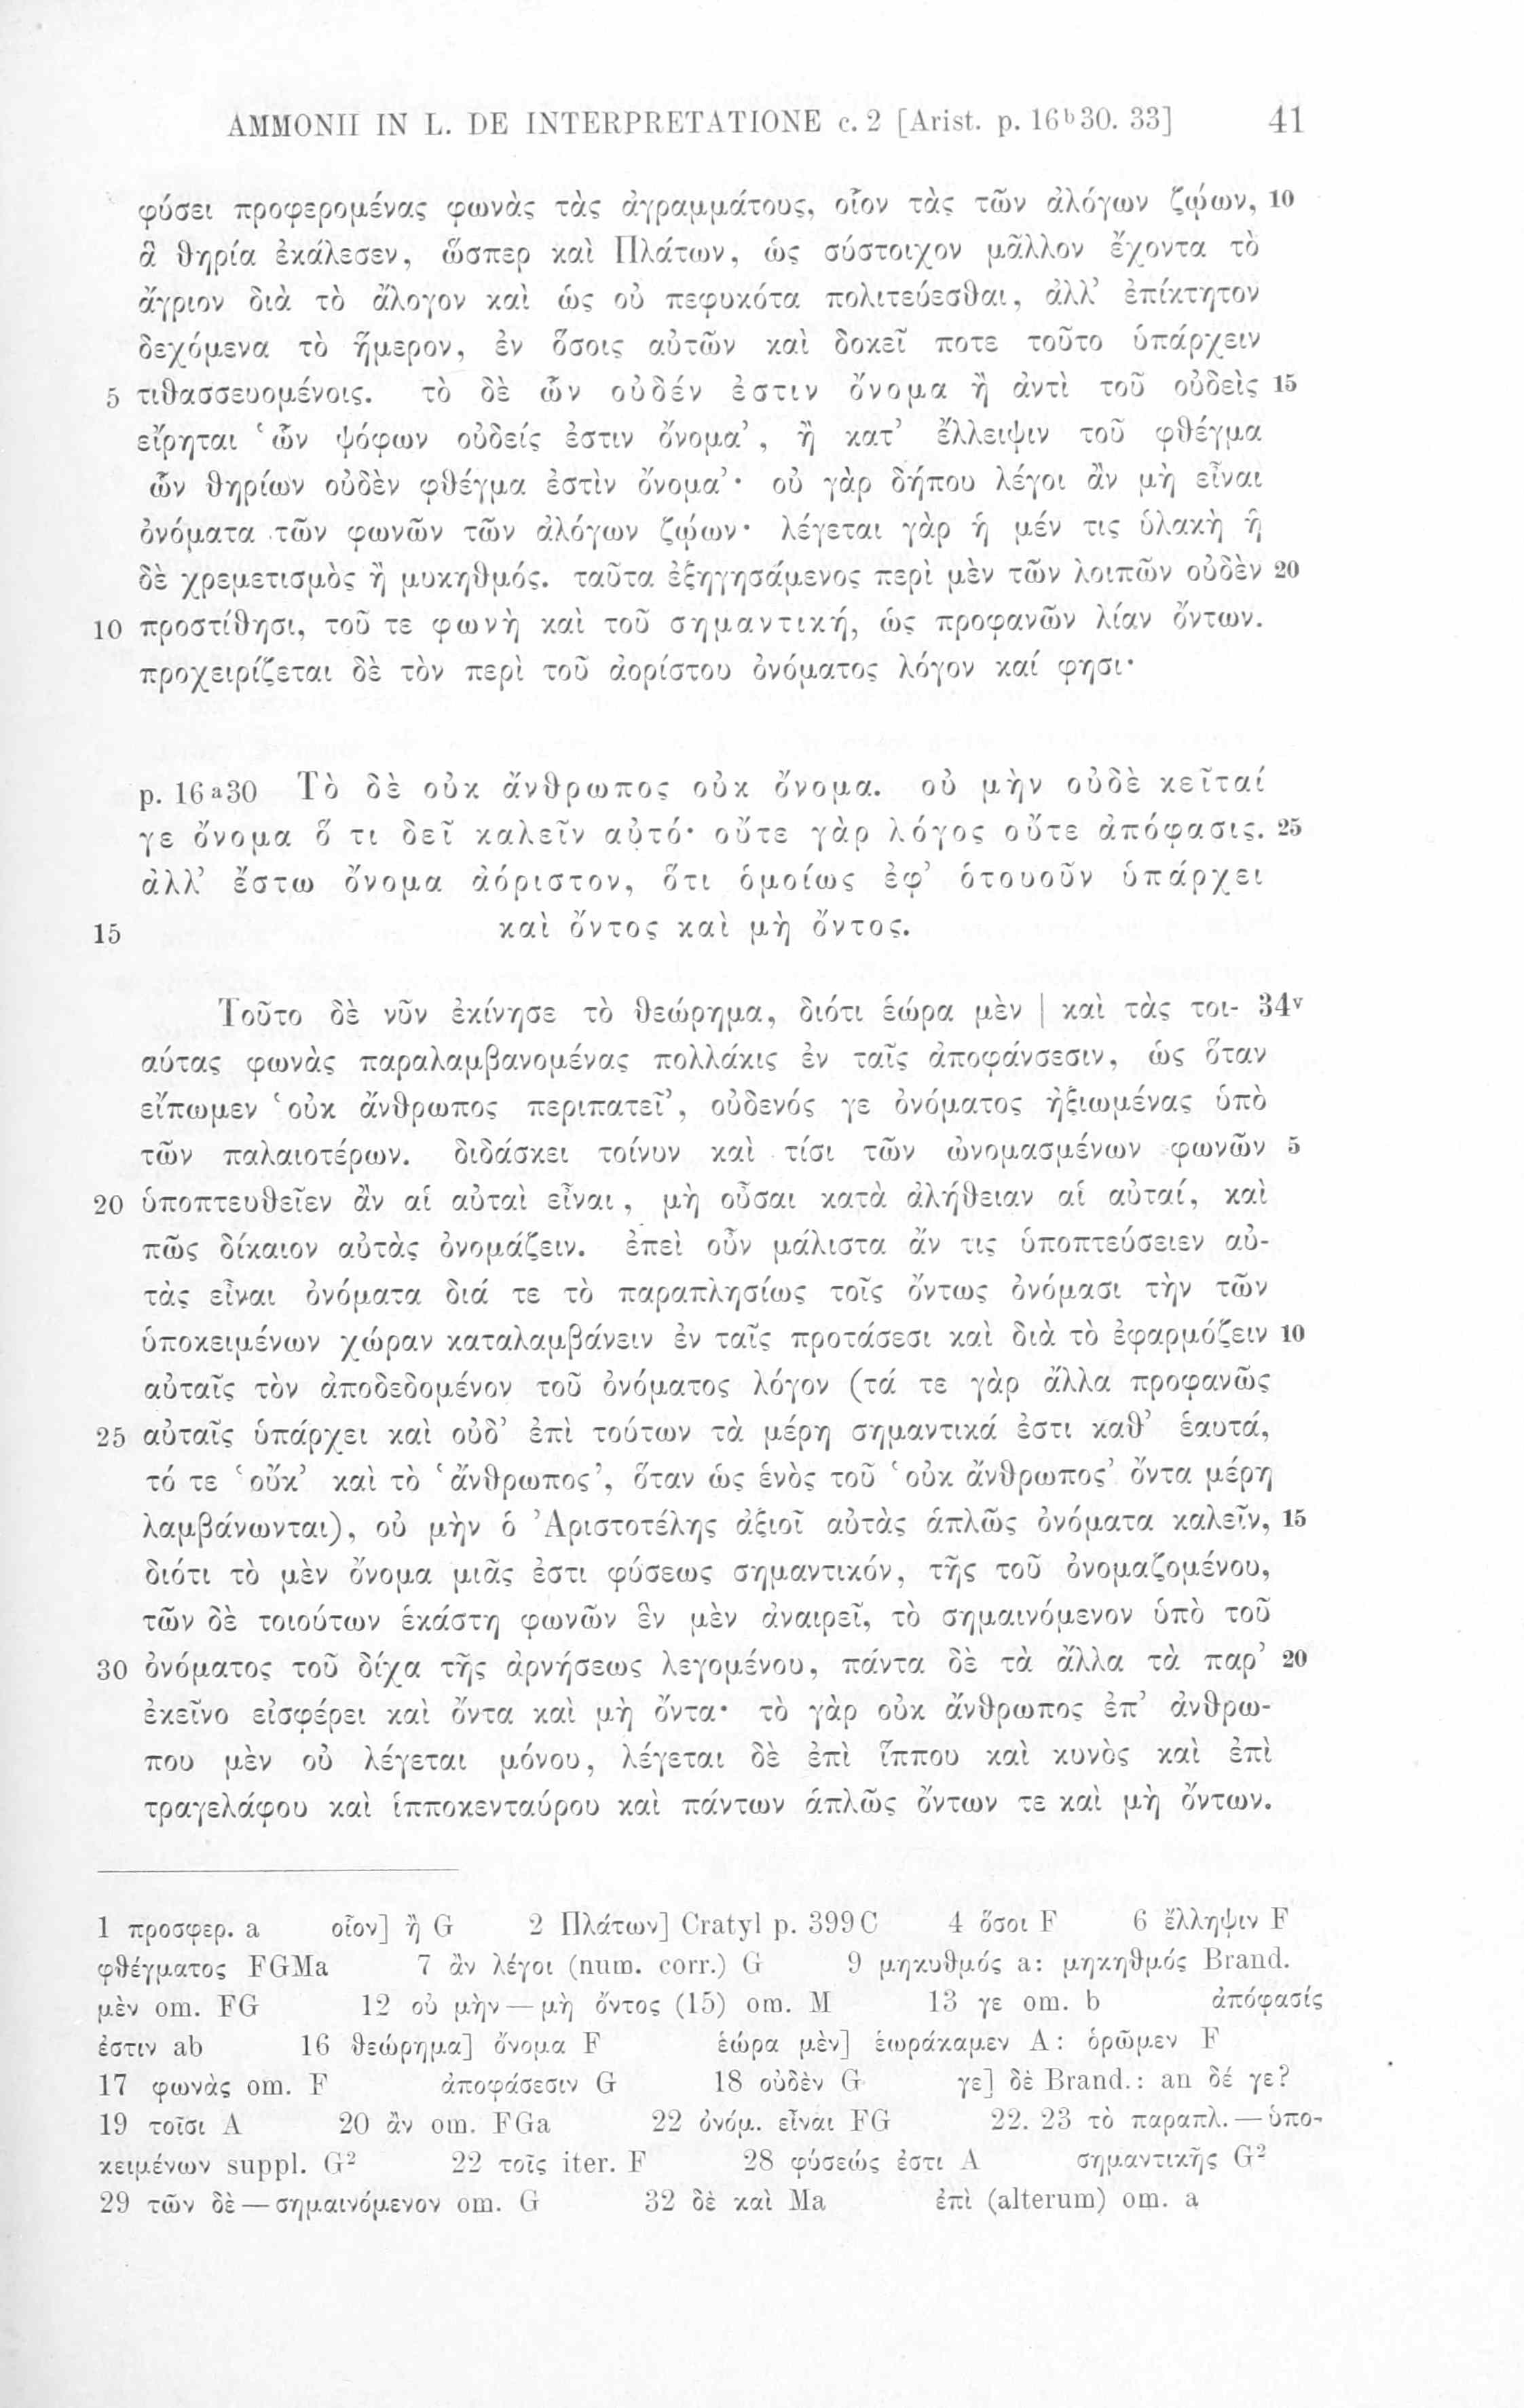 AMMONII IN L. DE INTERPRETATIONE c. 2 [Arist. p. 16ᵇ30. 33] 41
φύσει προφερομένας φωνὰς τὰς ἀγραμμάτους, οἷον τὰς τῶν ἀλόγων ζῴων, 10
ἃ θηρία ἐκάλεσεν, ὥσπερ καὶ Πλάτων, ὡς σύστοιχον μᾶλλον ἔχοντα τὸ
ἄγριον διὰ τὸ ἄλογον καὶ ὡς οὐ πεφυκότα πολιτεύεσθαι, ἀλλ’ ἐπίκτητον
δεχόμενα τὸ ἥμερον, ἐν ὅσοις αὐτῶν καὶ δοκεῖ ποτε τοῦτο ὑπάρχειν
5 τιθασσευομένοις. τὸ δὲ ὧν οὐδέν ἐστιν ὄνομα ἢ ἀντὶ τοῦ οὐδεὶς 15
εἴρηται ‘ὧν ψόφων οὐδείς ἐστιν ὄνομα’, ἢ κατ’ ἔλλειψιν τοῦ φθέγμα
ὧν θηρίων οὐδὲν φθέγμα ἐστὶν ὄνομα’· οὐ γὰρ δήπου λέγοι ἂν μὴ εἶναι
ὀνόματα τῶν φωνῶν τῶν ἀλόγων ζῴων· λέγεται γὰρ ἡ μέν τις ὑλακὴ ἡ
δὲ χρεμετισμὸς ἢ μυκηθμός. ταῦτα ἐξηγησάμενος περὶ μὲν τῶν λοιπῶν οὐδὲν 20
10 προστίθησι, τοῦ τε φωνὴ καὶ τοῦ σημαντική, ὡς προφανῶν λίαν ὄντων.
προχειρίζεται δὲ τὸν περὶ τοῦ ἀορίστου ὀνόματος λόγον καί φησι·
p. 16ᵃ30 Τὸ δὲ οὐκ ἄνθρωπος οὐκ ὄνομα. οὐ μὴν οὐδὲ κεῖταί
γε ὄνομα ὅ τι δεῖ καλεῖν αὐτό· οὔτε γὰρ λόγος οὔτε ἀπόφασις. 25
ἀλλ’ ἔστω ὄνομα ἀόριστον, ὅτι ὁμοίως ἐφ’ ὁτουοῦν ὑπάρχει
15 καὶ ὄντος καὶ μὴ ὄντος.
Τοῦτο δὲ νῦν ἐκίνησε τὸ θεώρημα, διότι ἑώρα μὲν | καὶ τὰς τοι- 34ᵛ
αύτας φωνὰς παραλαμβανομένας πολλάκις ἐν ταῖς ἀποφάνσεσιν, ὡς ὅταν
εἴπωμεν ‘οὐκ ἄνθρωπος περιπατεῖ’, οὐδενός γε ὀνόματος ἠξιωμένας ὑπὸ
τῶν παλαιοτέρων. διδάσκει τοίνυν καὶ τίσι τῶν ὠνομασμένων φωνῶν 5
20 ὑποπτευθεῖεν ἂν αἱ αὐταὶ εἶναι, μὴ οὖσαι κατὰ ἀλήθειαν αἱ αὐταί, καὶ
πῶς δίκαιον αὐτὰς ὀνομάζειν. ἐπεὶ οὖν μάλιστα ἄν τις ὑποπτεύσειεν αὐ-
τὰς εἶναι ὀνόματα διά τε τὸ παραπλησίως τοῖς ὄντως ὀνόμασι τὴν τῶν
ὑποκειμένων χώραν καταλαμβάνειν ἐν ταῖς προτάσεσι καὶ διὰ τὸ ἐφαρμόζειν 10
αὐταῖς τὸν ἀποδεδομένον τοῦ ὀνόματος λόγον (τά τε γὰρ ἄλλα προφανῶς
25 αὐταῖς ὑπάρχει καὶ οὐδ’ ἐπὶ τούτων τὰ μέρη σημαντικά ἐστι καθ’ ἑαυτά,
τό τε ‘οὔκ’ καὶ τὸ ‘ἄνθρωπος’, ὅταν ὡς ἑνὸς τοῦ ‘οὐκ ἄνθρωπος’ ὄντα μέρη
λαμβάνωνται), οὐ μὴν ὁ Ἀριστοτέλης ἀξιοῖ αὐτὰς ἁπλῶς ὀνόματα καλεῖν, 15
διότι τὸ μὲν ὄνομα μιᾶς ἐστι φύσεως σημαντικόν, τῆς τοῦ ὀνομαζομένου,
τῶν δὲ τοιούτων ἑκάστη φωνῶν ἓν μὲν ἀναιρεῖ, τὸ σημαινόμενον ὑπὸ τοῦ
30 ὀνόματος τοῦ δίχα τῆς ἀρνήσεως λεγομένου, πάντα δὲ τὰ ἄλλα τὰ παρ’ 20
ἐκεῖνο εἰσφέρει καὶ ὄντα καὶ μὴ ὄντα· τὸ γὰρ οὐκ ἄνθρωπος ἐπ’ ἀνθρώ-
που μὲν οὐ λέγεται μόνου, λέγεται δὲ ἐπὶ ἵππου καὶ κυνὸς καὶ ἐπὶ
τραγελάφου καὶ ἱπποκενταύρου καὶ πάντων ἁπλῶς ὄντων τε καὶ μὴ ὄντων.
1 προσφερ. a οἷον] ἢ G 2 Πλάτων] Cratyl p. 399C 4 ὅσοι F 6 ἔλληψιν F
φθέγματος FGMa 7 ἂν λέγοι (num. corr.) G 9 μηκυθμός a: μηκηθμός Brand.
μὲν om. FG 12 οὐ μὴν — μὴ ὄντος (15) om. M 13 γε om. b ἀπόφασίς
ἐστιν ab 16 θεώρημα] ὄνομα F ἑώρα μὲν] ἑωράκαμεν A: ὁρῶμεν F
17 φωνὰς om. F ἀποφάσεσιν G 18 οὐδὲν G γε] δὲ Brand.: an δέ γε?
19 τοῖσι A 20 ἂν om. FGa 22 ὀνόμ. εἶναι FG 22. 23 τὸ παραπλ. — ὑπο-
κειμένων suppl. G² 22 τοῖς iter. F 28 φύσεώς ἐστι A σημαντικῆς G²
29 τῶν δὲ — σημαινόμενον om. G 32 δὲ καὶ Ma ἐπὶ (alterum) om. a